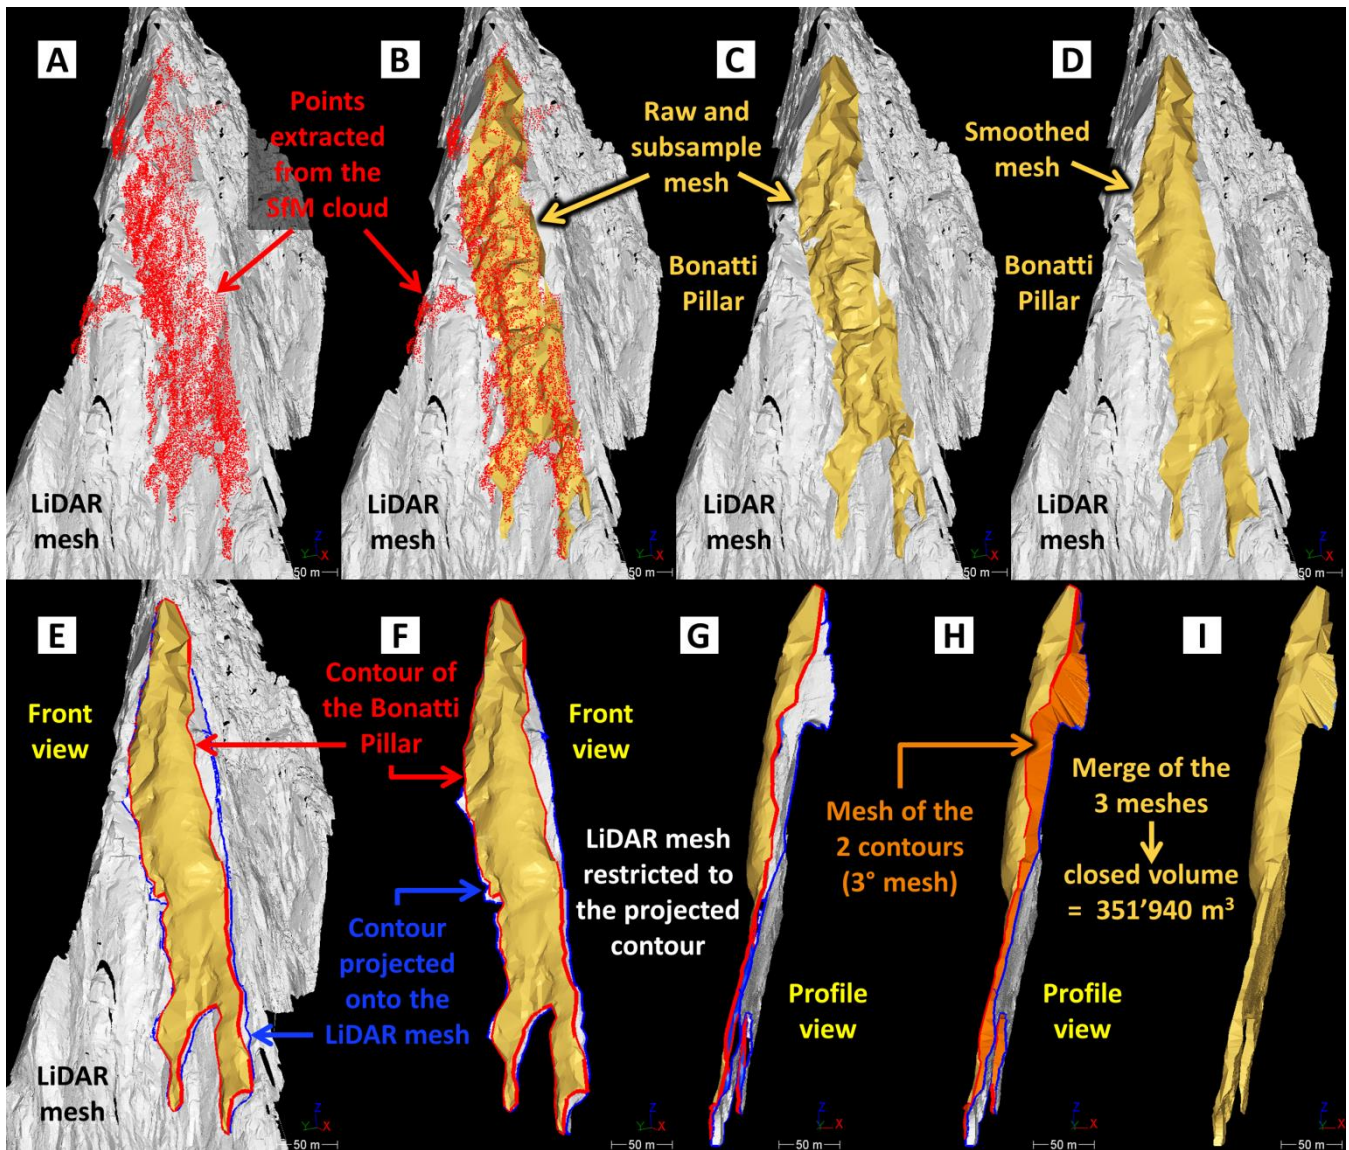 A
B
C
D
Points
extracted
from the
SfM cloud
Raw and
subsample
mesh
Smoothed
mesh
Bonatti
Pillar
Bonatti
Pillar
LiDAR
mesh
LiDAR
mesh
LiDAR
mesh
LiDAR
mesh
Z
Y X
50 m
Z
Y X
50 m
Z
Y X
50 m
Z
Y X
50 m
E
F
G
H
I
Front
view
Contour of
the Bonatti
Pillar
Front
view
Contour
projected
onto the
LiDAR mesh
LiDAR mesh
restricted to
the projected
contour
Mesh of the
2 contours
(3° mesh)
Merge of the
3 meshes
closed volume
= 351’940 m³
Profile
view
Profile
view
LiDAR
mesh
Z
Y X
50 m
Z
Y X
50 m
Z
X
50 m
Z
X
50 m